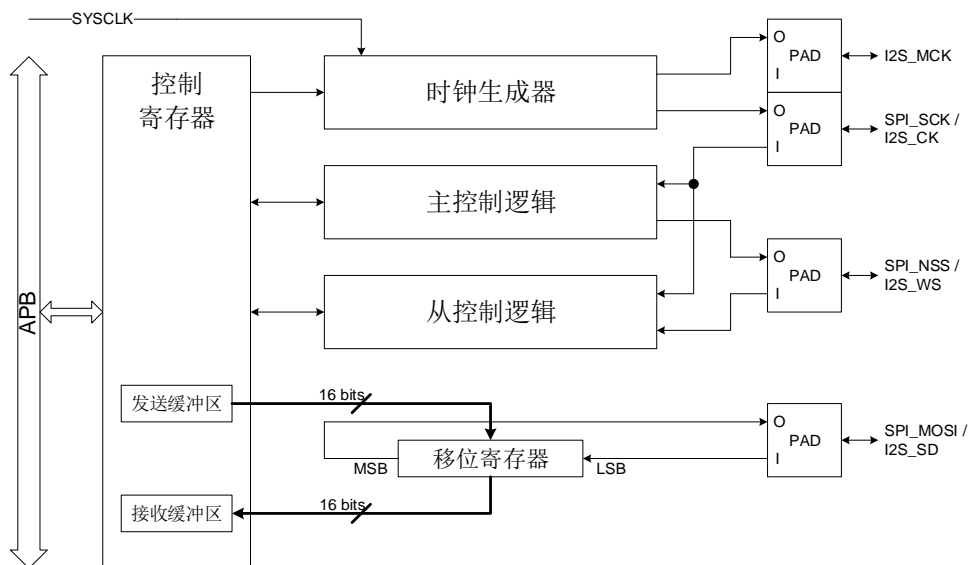 SYSCLK
O
PAD
I
I2S_MCK
控制
寄存器
时钟生成器
O
PAD
I
SPI_SCK /
I2S_CK
主控制逻辑
O
PAD
I
SPI_NSS /
I2S_WS
从控制逻辑
APB
发送缓冲区
16 bits
O
PAD
I
SPI_MOSI /
I2S_SD
MSB
移位寄存器
LSB
接收缓冲区
16 bits